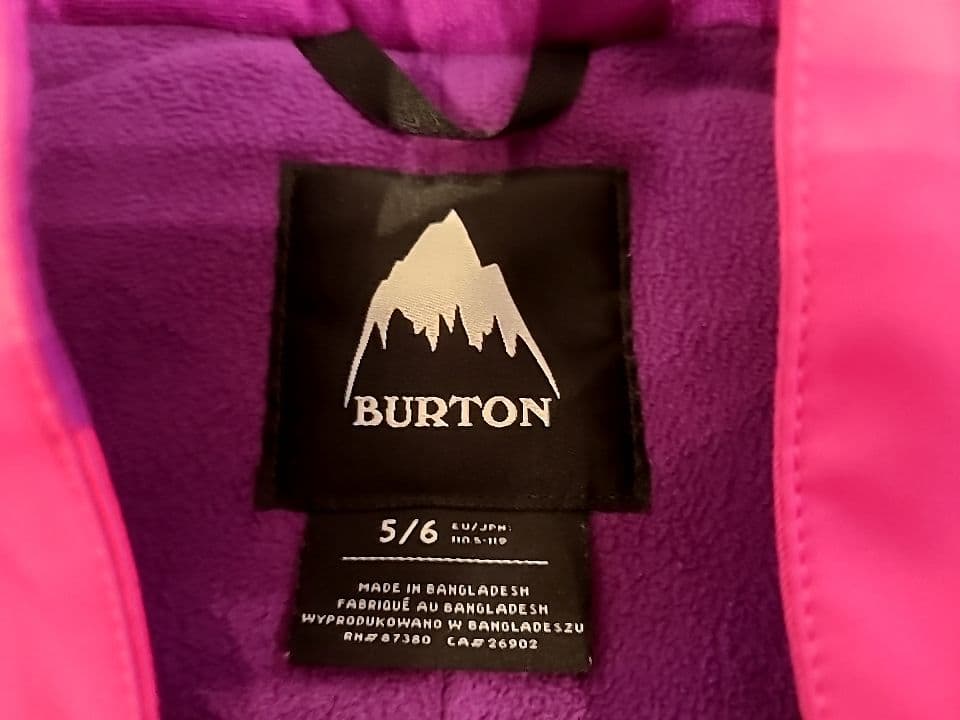 BURTON
5/6 EU/JPN:
110.5-119
MADE IN BANGLADESH
FABRIQUÉ AU BANGLADESH
WYPRODUKOWANO W BANGLADESZU
RN# 87380 CA# 26902